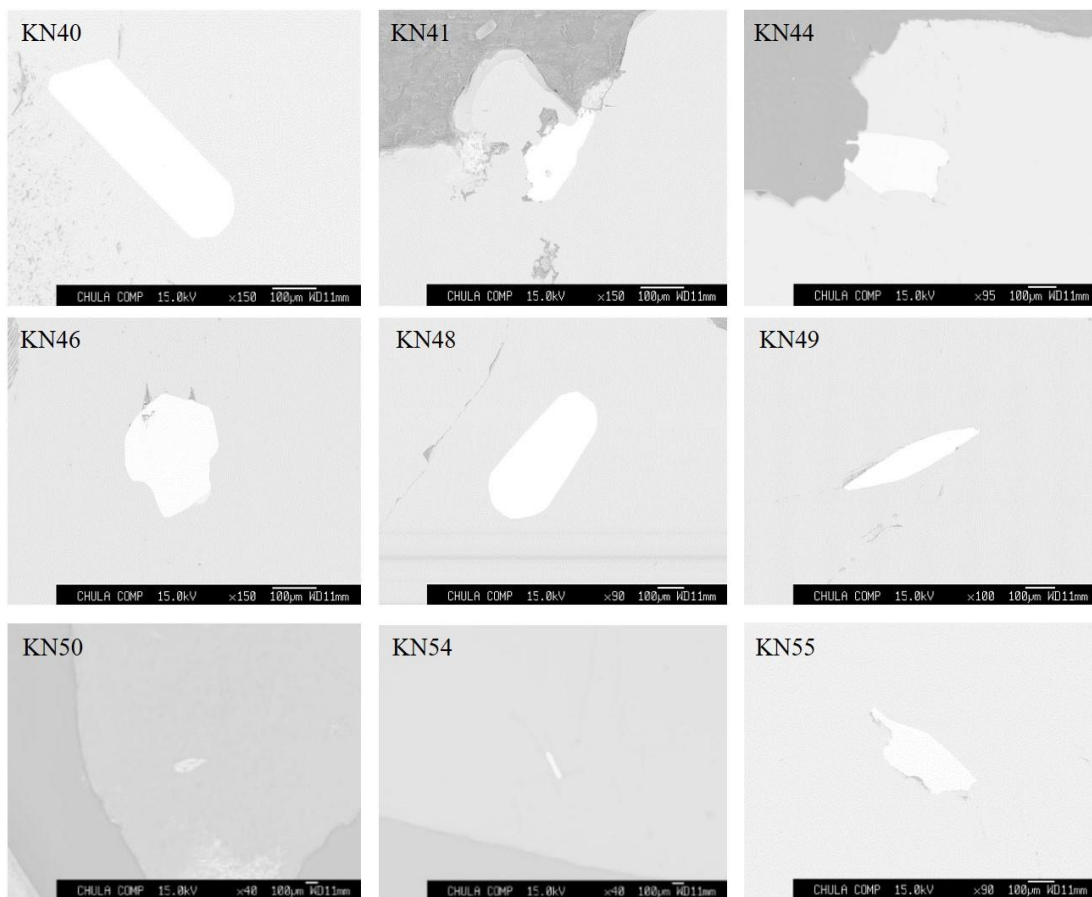 KN40
KN41
KN44
CHULA COMP 15.0kV ×150 100μm WD11mm
CHULA COMP 15.0kV ×150 100μm WD11mm
CHULA COMP 15.0kV ×95 100μm WD11mm
KN46
KN48
KN49
CHULA COMP 15.0kV ×150 100μm WD11mm
CHULA COMP 15.0kV ×90 100μm WD11mm
CHULA COMP 15.0kV ×100 100μm WD11mm
KN50
KN54
KN55
CHULA COMP 15.0kV ×40 100μm WD11mm
CHULA COMP 15.0kV ×40 100μm WD11mm
CHULA COMP 15.0kV ×90 100μm WD11mm